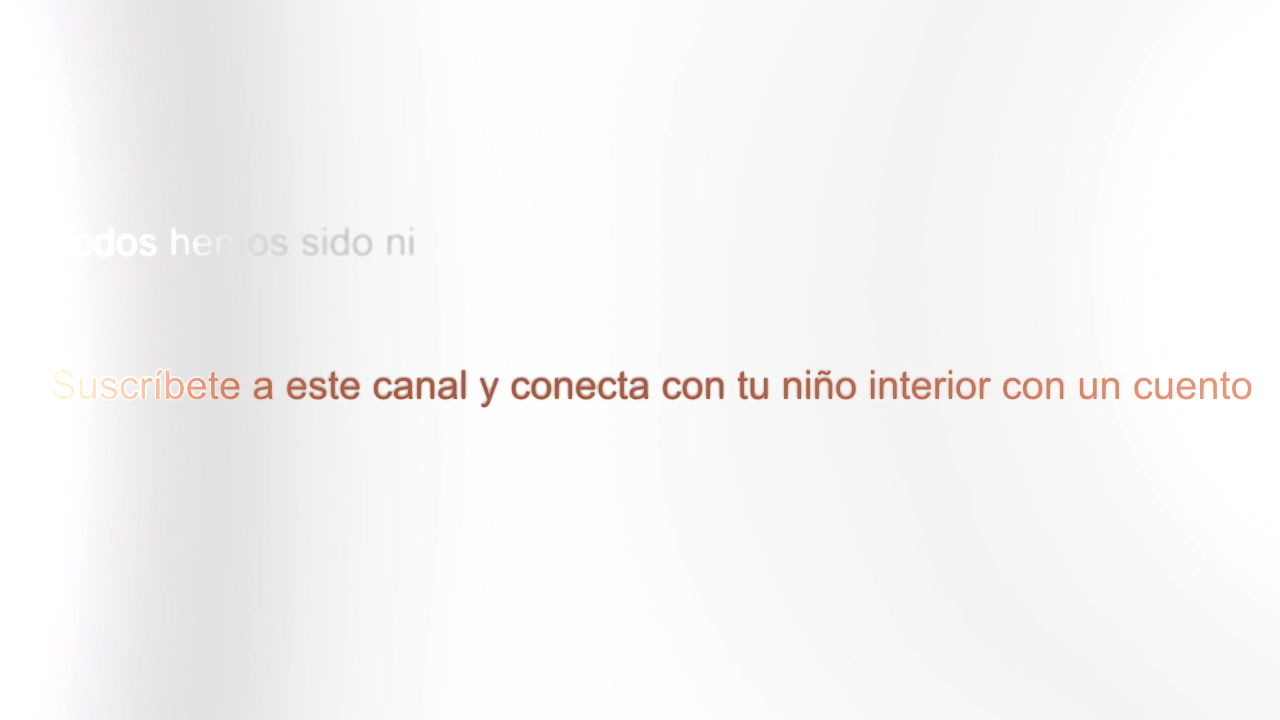 Todos hemos sido ni
Suscríbete a este canal y conecta con tu niño interior con un cuento